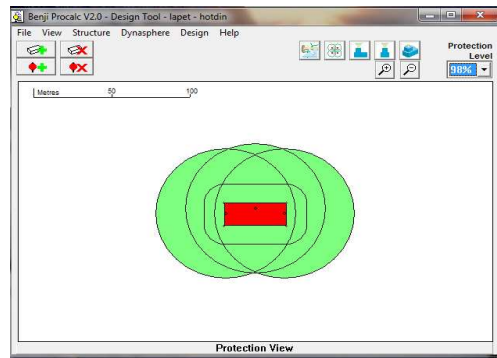 Benji Procalc V2.0 - Design Tool - lapet - hotdin
File View Structure Dynasphere Design Help
Protection
Level
98%
Metres 50 100
Protection View